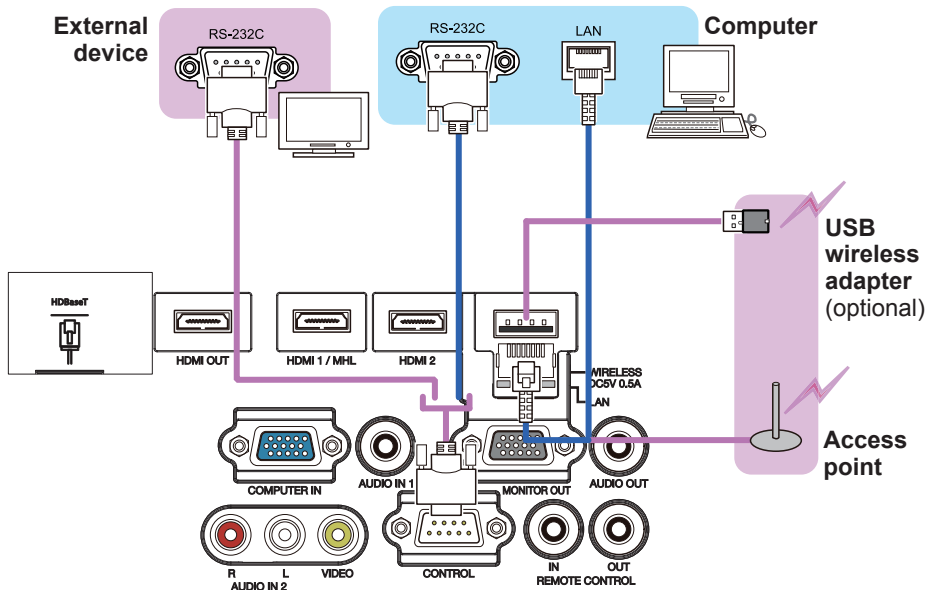 External
device
RS-232C
RS-232C
LAN
Computer
USB
wireless
adapter
(optional)
HDBaseT
HDMI OUT
HDMI 1 / MHL
HDMI 2
WIRELESS
DC5V 0.5A
LAN
Access
point
COMPUTER IN
AUDIO IN 1
MONITOR OUT
AUDIO OUT
R
L
VIDEO
AUDIO IN 2
CONTROL
IN
OUT
REMOTE CONTROL